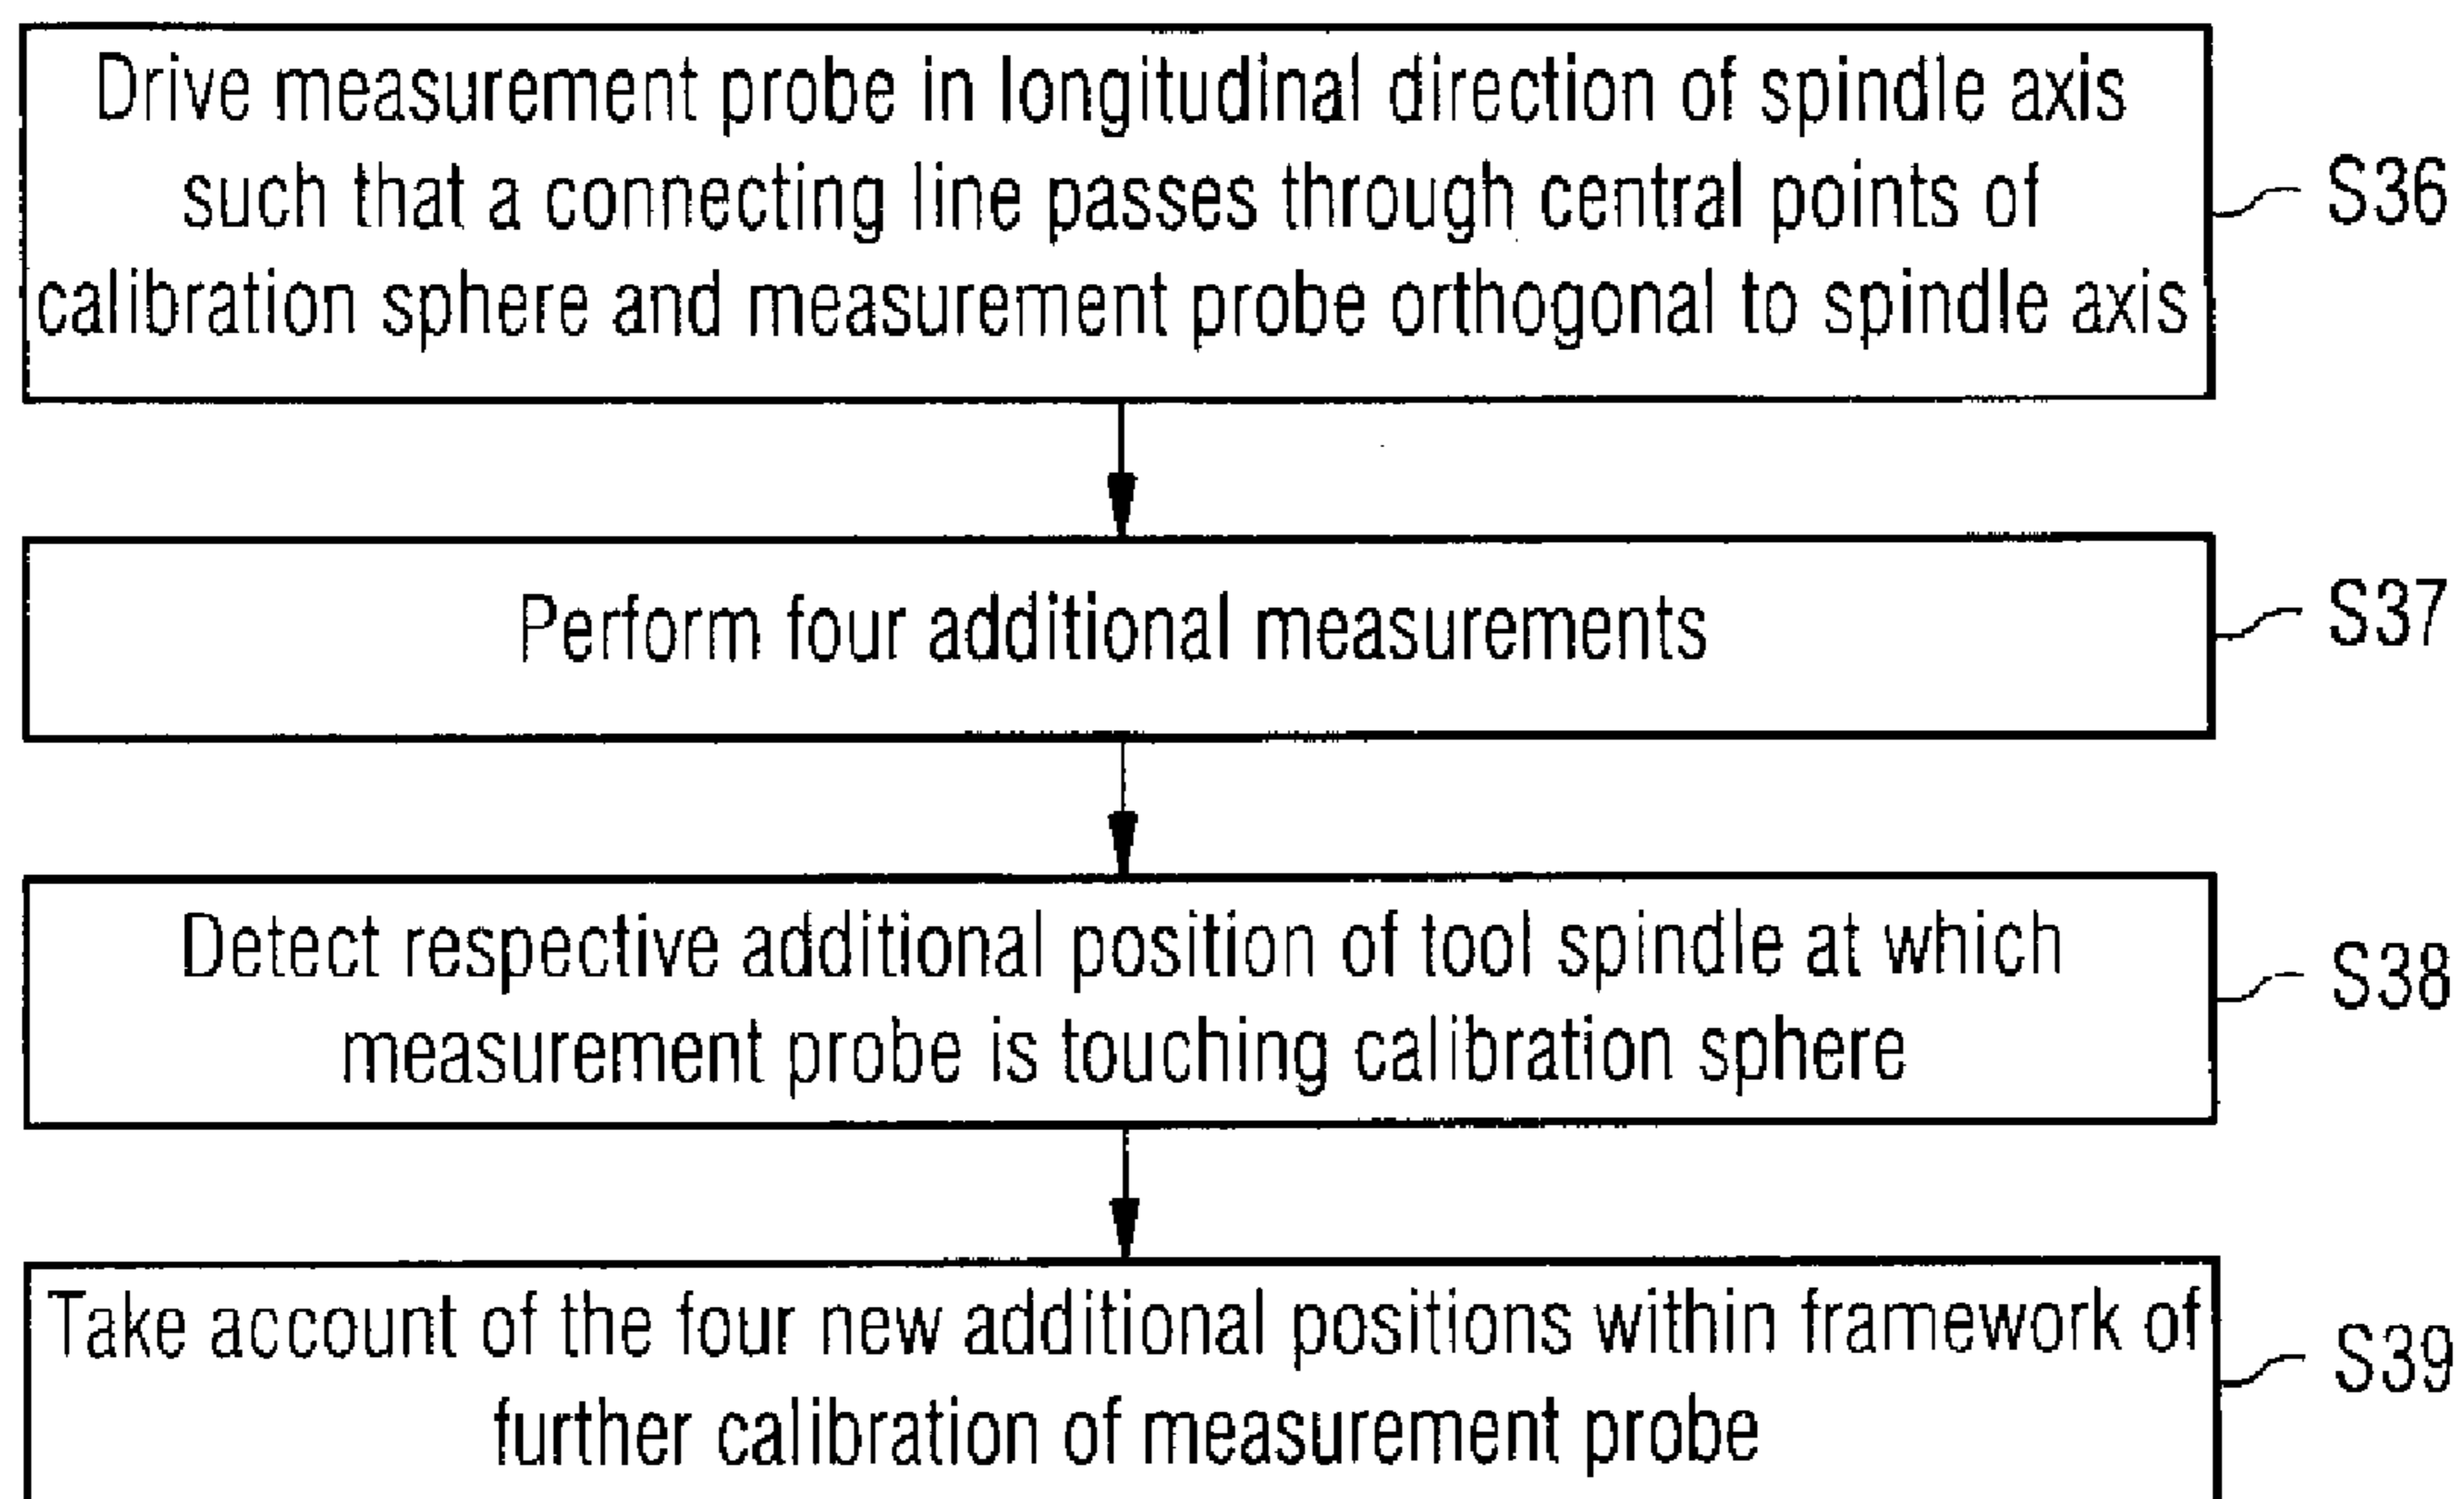 Drive measurement probe in longitudinal direction of spindle axis
such that a connecting line passes through central points of
calibration sphere and measurement probe orthogonal to spindle axis
S36
Perform four additional measurements
S37
Detect respective additional position of tool spindle at which
measurement probe is touching calibration sphere
S38
Take account of the four new additional positions within framework of
further calibration of measurement probe
S39